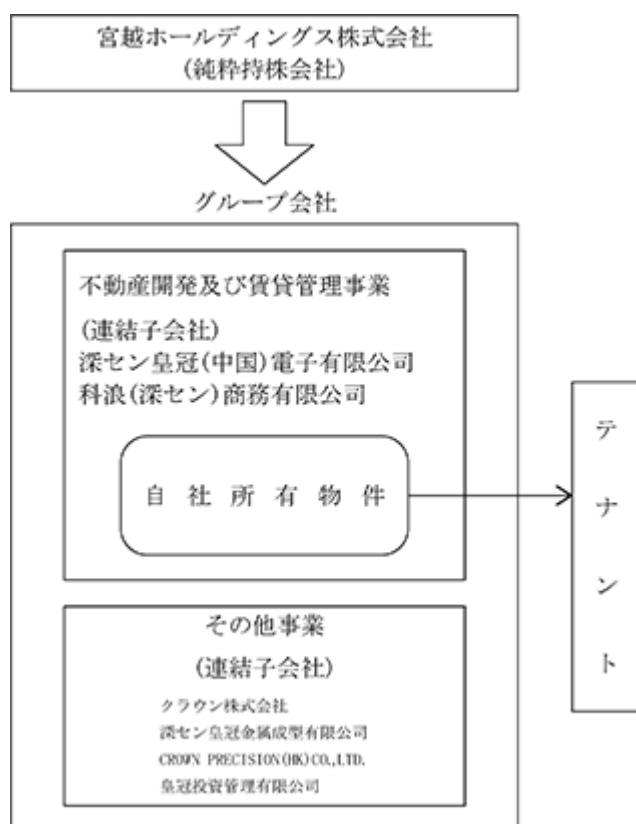 宮越ホールディングス株式会社
(純粋持株会社)
グループ会社
不動産開発及び賃貸管理事業
(連結子会社)
深セン皇冠(中国)電子有限公司
科浪(深セン)商務有限公司
自社所有物件
テナント
その他事業
(連結子会社)
クラウン株式会社
深セン皇冠金属成型有限公司
CROWN PRECISION(HK)CO.,LTD.
皇冠投資管理有限公司